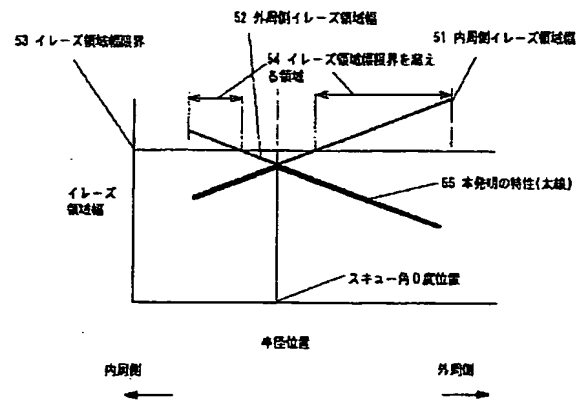 52 外周側イレーズ領域幅
53 イレーズ領域幅限界
54 イレーズ領域幅限界を超え
る領域
51 内周側イレーズ領域幅
イレーズ
領域幅
55 本発明の特性(太線)
スキュー角0度位置
半径位置
内周側
外周側